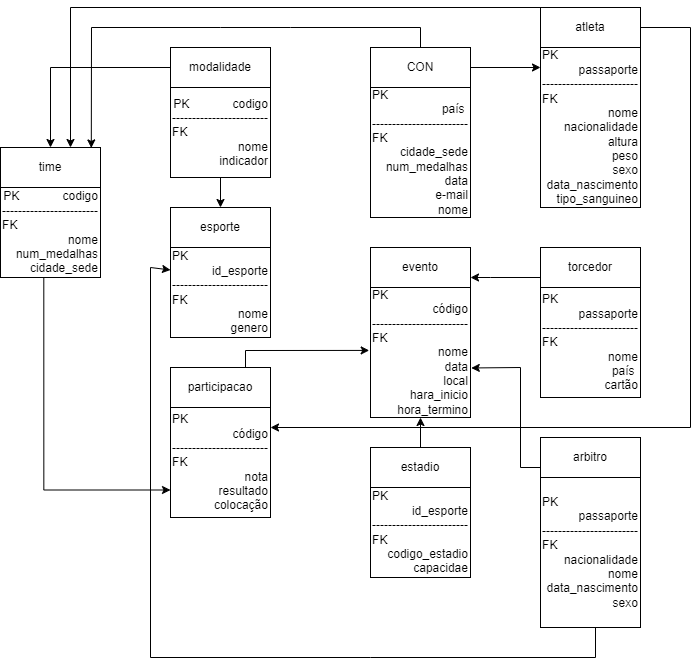 atleta
PK
passaporte
FK
nome
nacionalidade
altura
peso
sexo
data_nascimento
tipo_sanguineo
modalidade
PK codigo
FK
nome
indicador
CON
PK
país
FK
cidade_sede
num_medalhas
data
e-mail
nome
time
PK codigo
FK
nome
num_medalhas
cidade_sede
esporte
PK
id_esporte
FK
nome
genero
evento
PK
código
FK
nome
data
local
hara_inicio
hora_termino
torcedor
PK
passaporte
FK
nome
país
cartão
participacao
PK
código
FK
nota
resultado
colocação
estadio
PK
id_esporte
FK
codigo_estadio
capacidae
arbitro
PK
passaporte
FK
nacionalidade
nome
data_nascimento
sexo